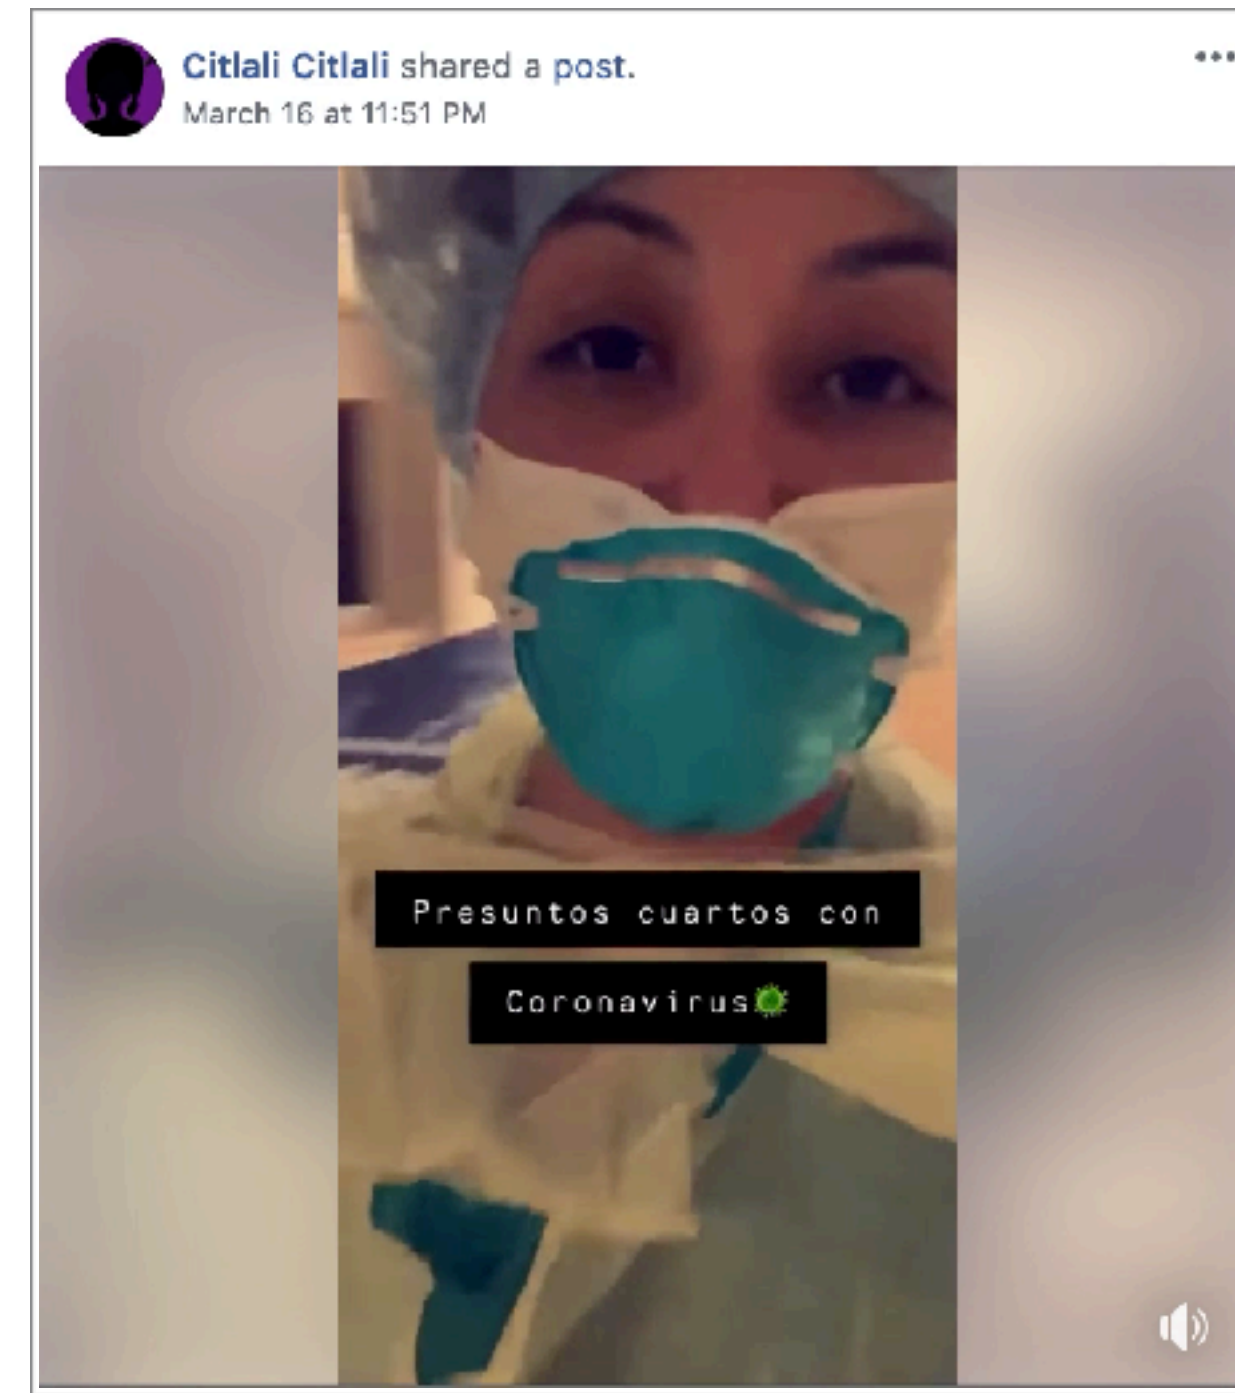 Citlali Citlali shared a post.
March 16 at 11:51 PM
Presuntos cuartos con
Coronavirus